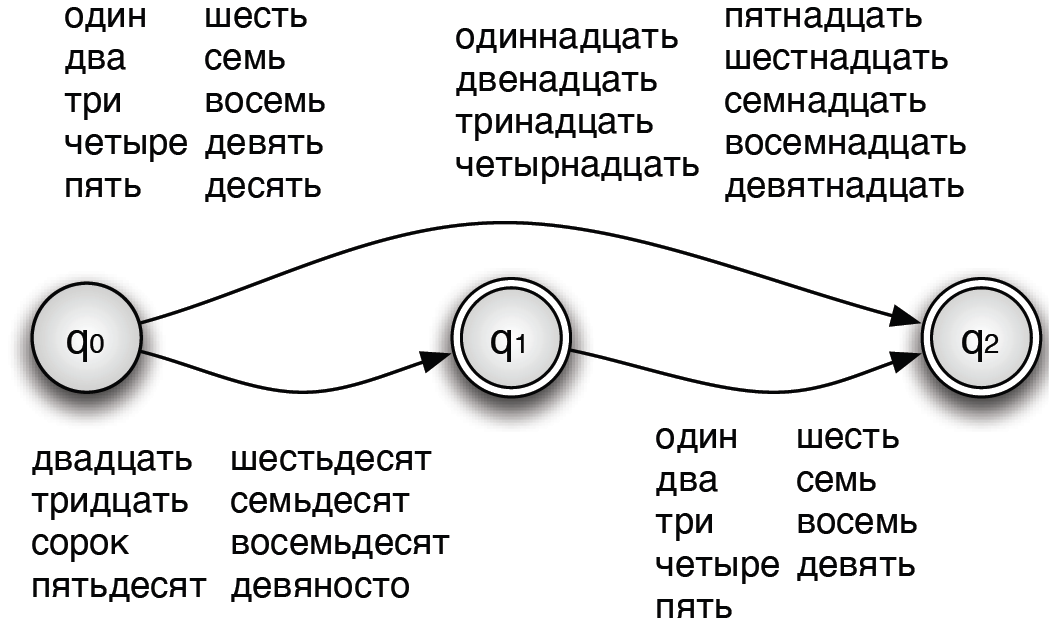 один шесть
два семь
три восемь
четыре девять
пять десять
одиннадцать
двенадцать
тринадцать
четырнадцать
пятнадцать
шестнадцать
семнадцать
восемнадцать
девятнадцать
q0
q1
q2
двадцать шестьдесят
тридцать семьдесят
сорок восемьдесят
пятьдесят девяносто
один шесть
два семь
три восемь
четыре девять
пять